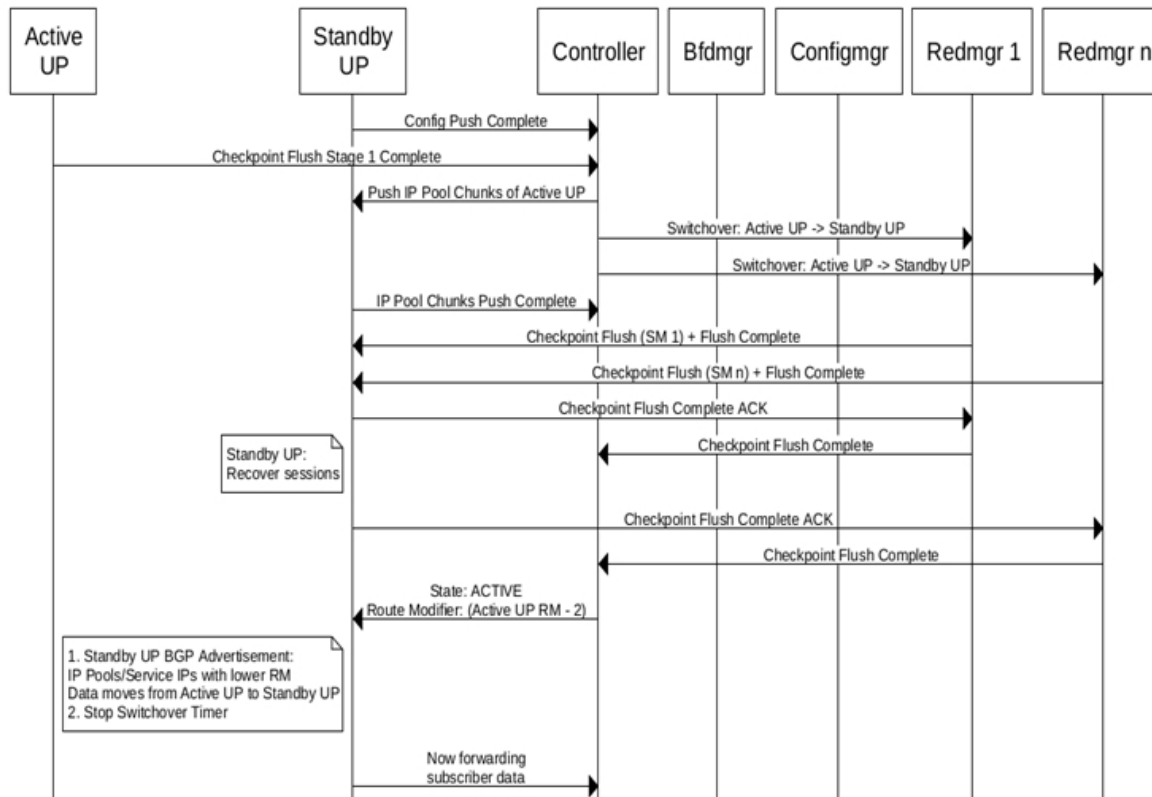 Active
UP
Standby
UP
Controller
Bfdmgr
Configmgr
Redmgr 1
Redmgr n
Config Push Complete
Checkpoint Flush Stage 1 Complete
Push IP Pool Chunks of Active UP
Switchover: Active UP -> Standby UP
Switchover: Active UP -> Standby UP
IP Pool Chunks Push Complete
Checkpoint Flush (SM 1) + Flush Complete
Checkpoint Flush (SM n) + Flush Complete
Checkpoint Flush Complete ACK
Standby UP:
Recover sessions
Checkpoint Flush Complete
Checkpoint Flush Complete ACK
Checkpoint Flush Complete
State: ACTIVE
Route Modifier: (Active UP RM - 2)
1. Standby UP BGP Advertisement:
IP Pools/Service IPs with lower RM
Data moves from Active UP to Standby UP
2. Stop Switchover Timer
Now forwarding
subscriber data